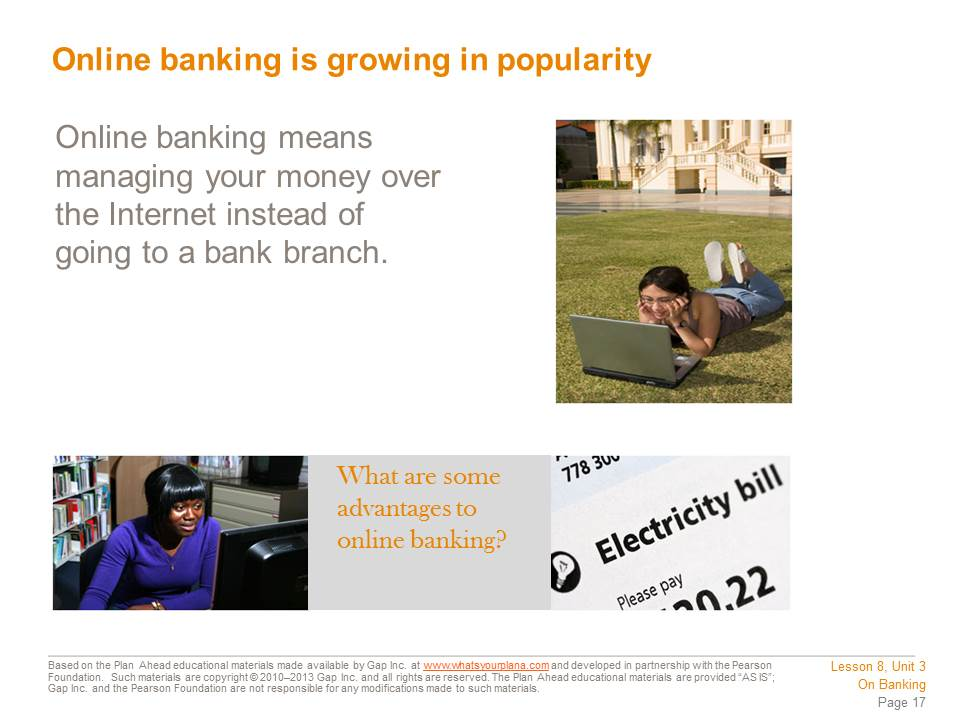 Online banking is growing in popularity
Online banking means
managing your money over
the Internet instead of
going to a bank branch.
What are some
advantages to
online banking?
778 300
Electricity bill
Please pay
20.22
Based on the Plan Ahead educational materials made available by Gap Inc. at www.whatsyourplana.com and developed in partnership with the Pearson
Foundation. Such materials are copyright © 2010–2013 Gap Inc. and all rights are reserved. The Plan Ahead educational materials are provided “AS IS”;
Gap Inc. and the Pearson Foundation are not responsible for any modifications made to such materials.
Lesson 8, Unit 3
On Banking
Page 17